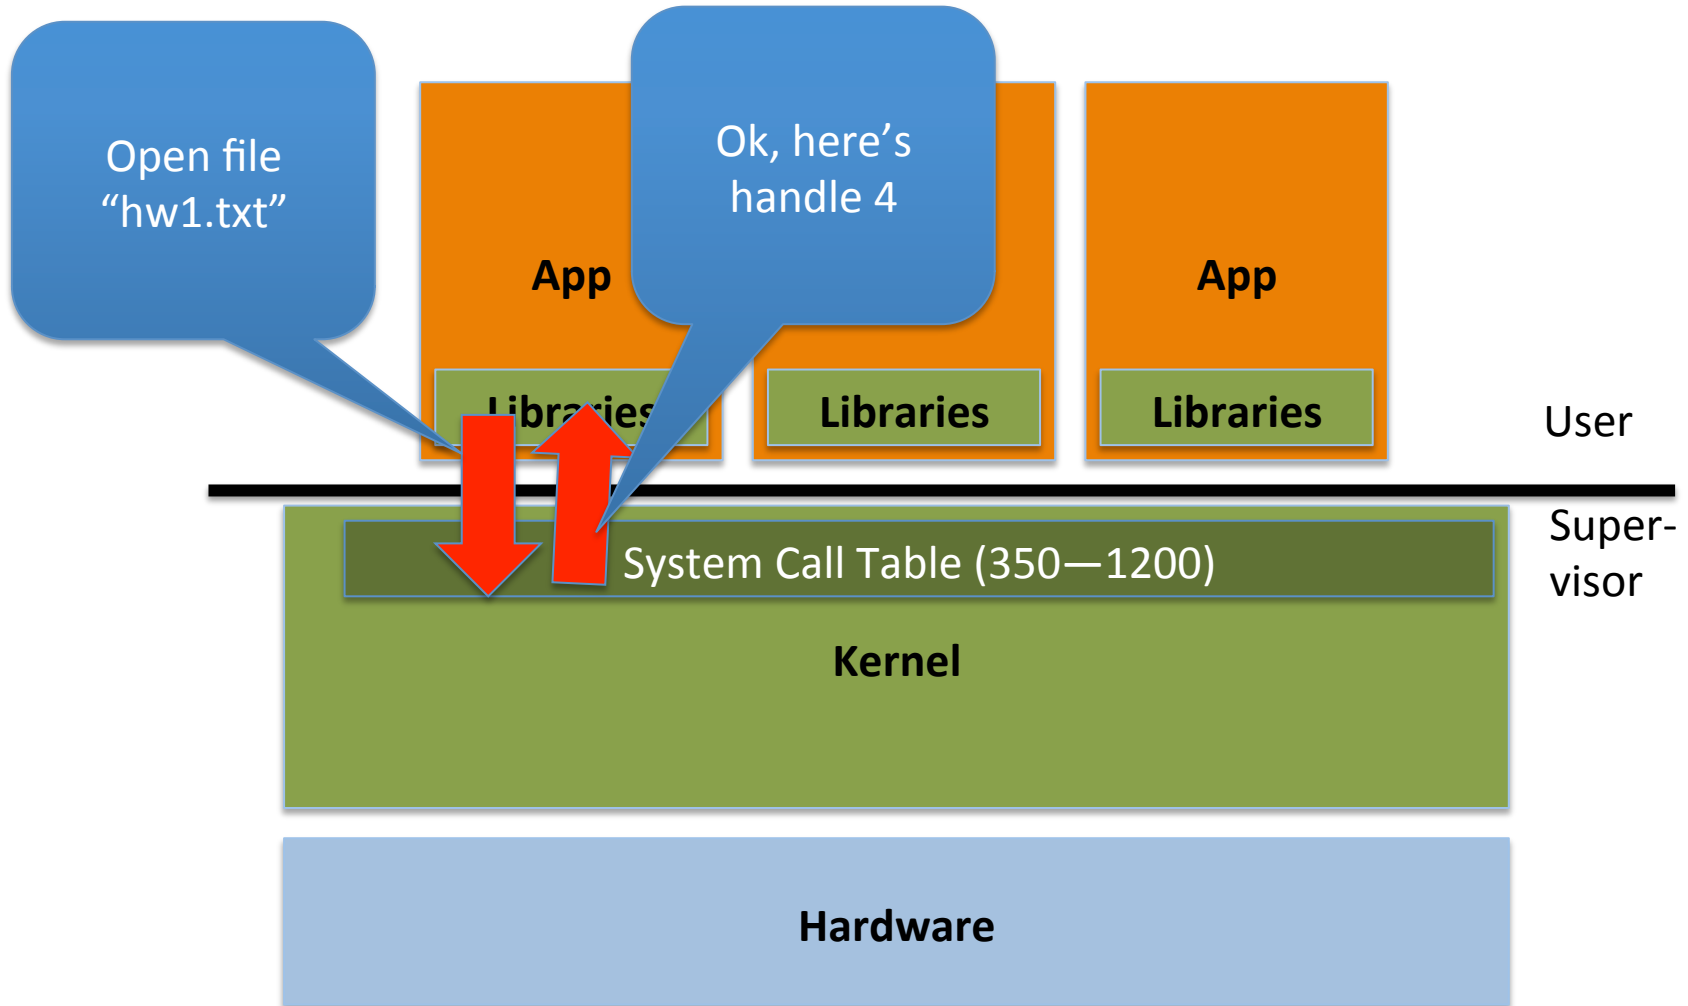 Open file
“hw1.txt”
Ok, here’s
handle 4
App
App
Libraries
Libraries
Libraries
User
Super-
visor
System Call Table (350—1200)
Kernel
Hardware